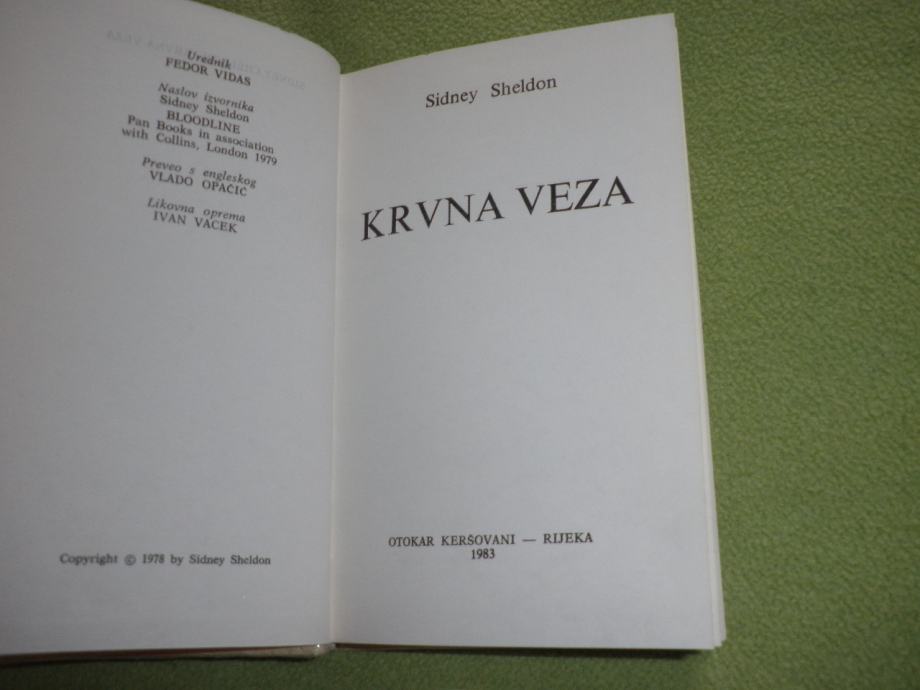 Urednik
FEDOR VIDAS
Naslov izvornika
Sidney Sheldon
BLOODLINE
Pan Books in association
with Collins, London 1979
Preveo s engleskog
VLADO OPAČIĆ
Likovna oprema
IVAN VACEK
Copyright © 1978 by Sidney Sheldon
Sidney Sheldon
KRVNA VEZA
OTOKAR KERŠOVANI — RIJEKA
1983